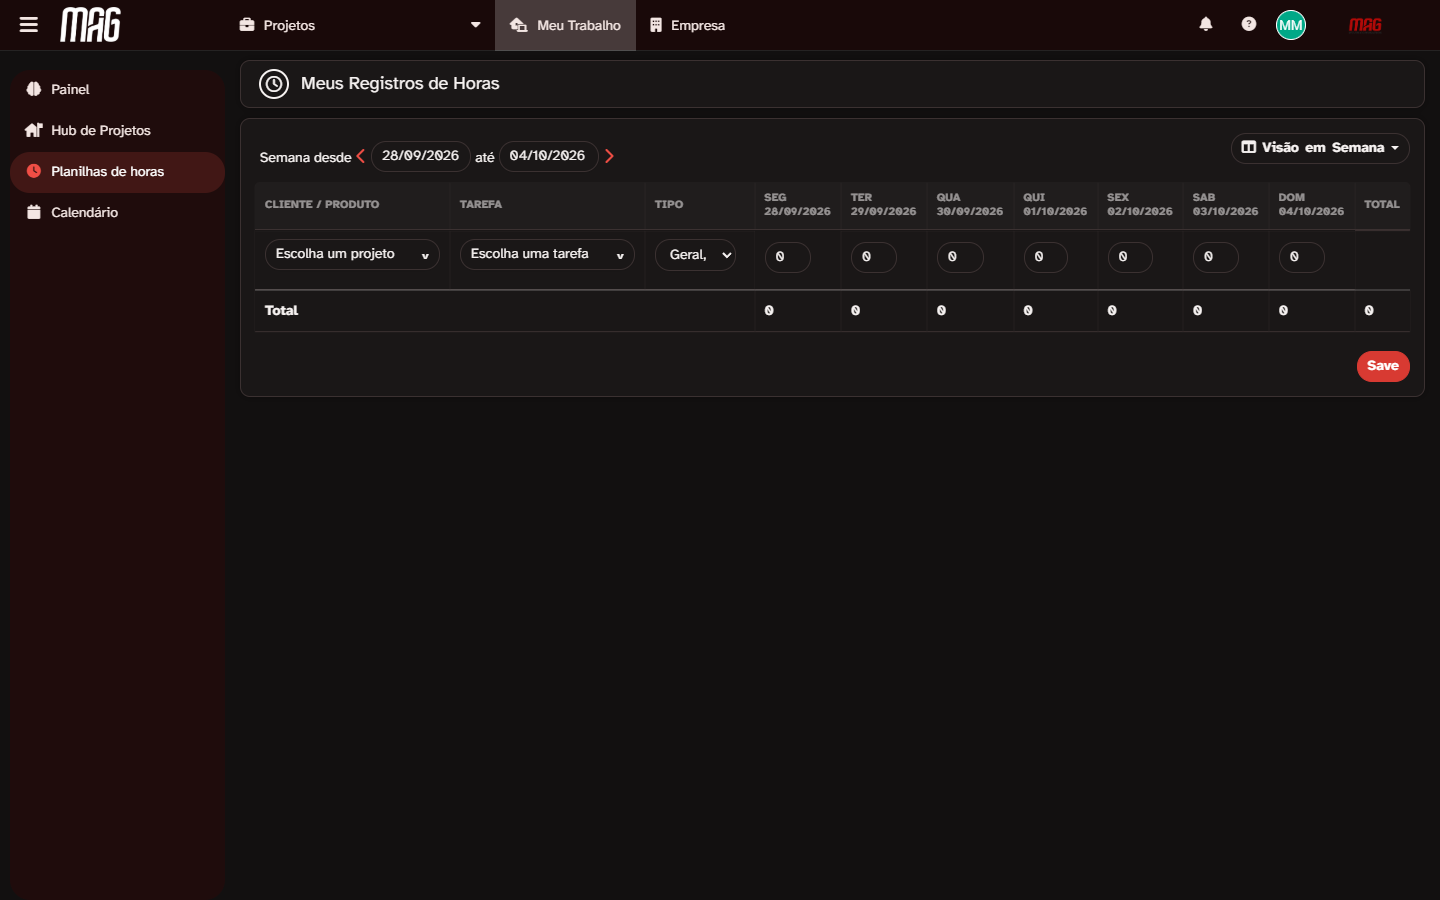 MAG
Projetos
Meu Trabalho
Empresa
?
MM
MAG
Painel
Hub de Projetos
Planilhas de horas
Calendário
Meus Registros de Horas
Semana desde 28/09/2026 até 04/10/2026
Visão em Semana
CLIENTE / PRODUTO TAREFA TIPO SEG 28/09/2026 TER 29/09/2026 QUA 30/09/2026 QUI 01/10/2026 SEX 02/10/2026 SAB 03/10/2026 DOM 04/10/2026 TOTAL
Escolha um projeto Escolha uma tarefa Geral, 0 0 0 0 0 0 0
Total 0 0 0 0 0 0 0 0
Save